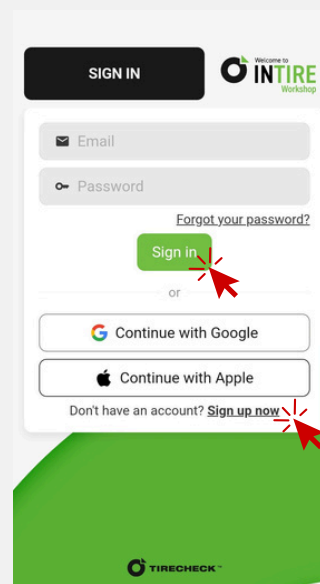 SIGN IN
Welcome to
INTIRE
Workshop
Email
Password
Forgot your password?
Sign in
or
Continue with Google
Continue with Apple
Don't have an account? Sign up now
TIRECHECK